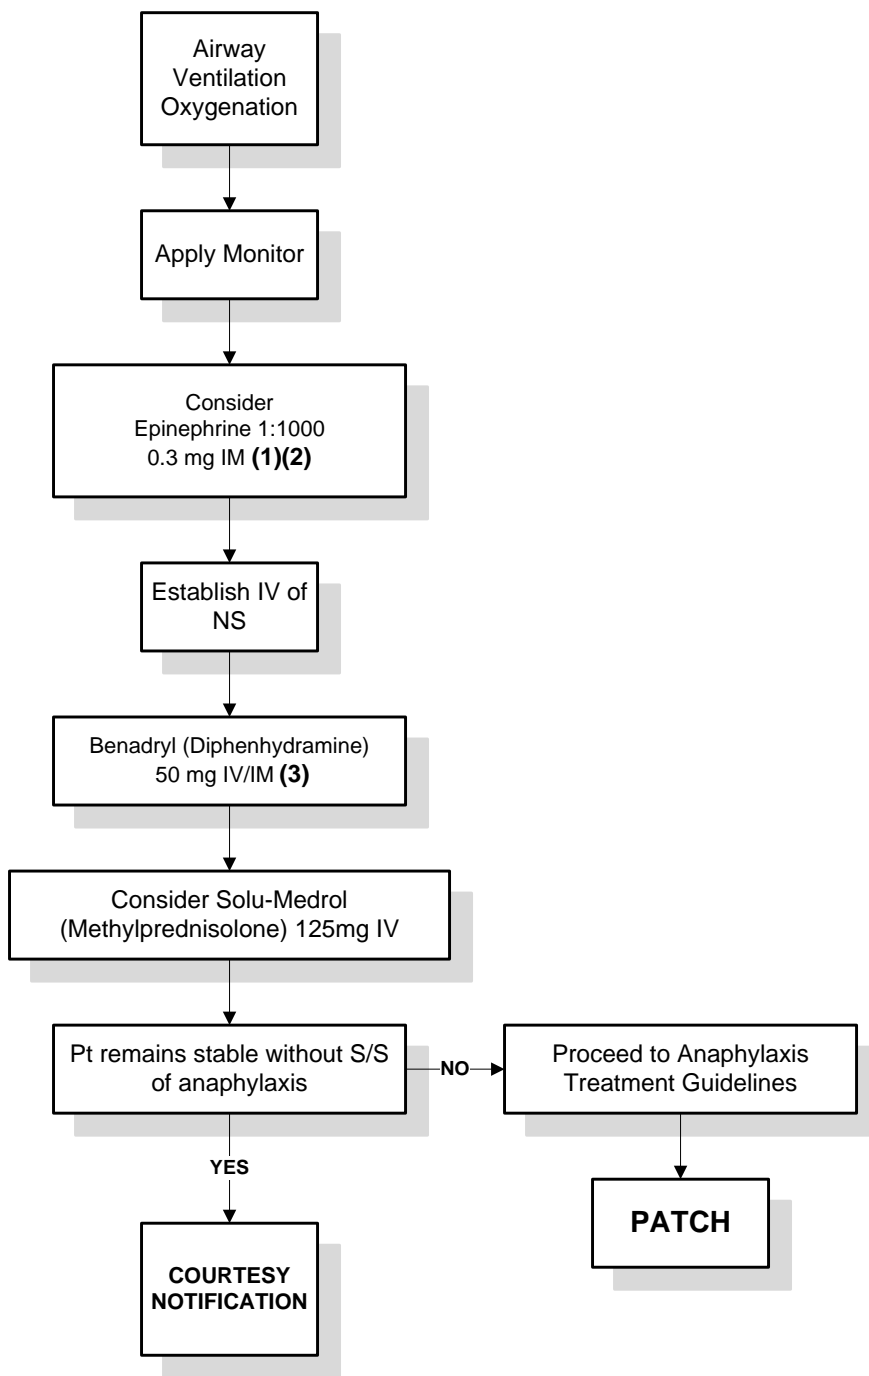 Airway
Ventilation
Oxygenation
Apply Monitor
Consider
Epinephrine 1:1000
0.3 mg IM (1)(2)
Establish IV of
NS
Benadryl (Diphenhydramine)
50 mg IV/IM (3)
Consider Solu-Medrol
(Methylprednisolone) 125mg IV
Pt remains stable without S/S
of anaphylaxis
NO
Proceed to Anaphylaxis
Treatment Guidelines
YES
PATCH
COURTESY
NOTIFICATION